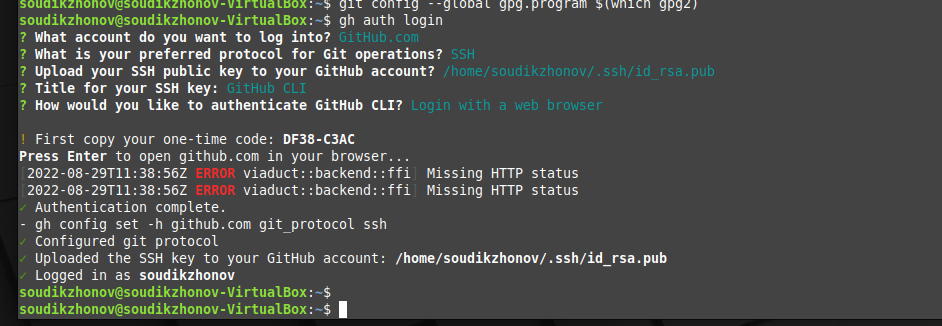 soudikzhonov@soudikzhonov-VirtualBox:~$ git config --global gpg.program $(which gpg2)
soudikzhonov@soudikzhonov-VirtualBox:~$ gh auth login
? What account do you want to log into? GitHub.com
? What is your preferred protocol for Git operations? SSH
? Upload your SSH public key to your GitHub account? /home/soudikzhonov/.ssh/id_rsa.pub
? Title for your SSH key: GitHub CLI
? How would you like to authenticate GitHub CLI? Login with a web browser
! First copy your one-time code: DF38-C3AC
Press Enter to open github.com in your browser...
[2022-08-29T11:38:56Z ERROR viaduct::backend::ffi] Missing HTTP status
[2022-08-29T11:38:56Z ERROR viaduct::backend::ffi] Missing HTTP status
✓ Authentication complete.
- gh config set -h github.com git_protocol ssh
✓ Configured git protocol
✓ Uploaded the SSH key to your GitHub account: /home/soudikzhonov/.ssh/id_rsa.pub
✓ Logged in as soudikzhonov
soudikzhonov@soudikzhonov-VirtualBox:~$
soudikzhonov@soudikzhonov-VirtualBox:~$